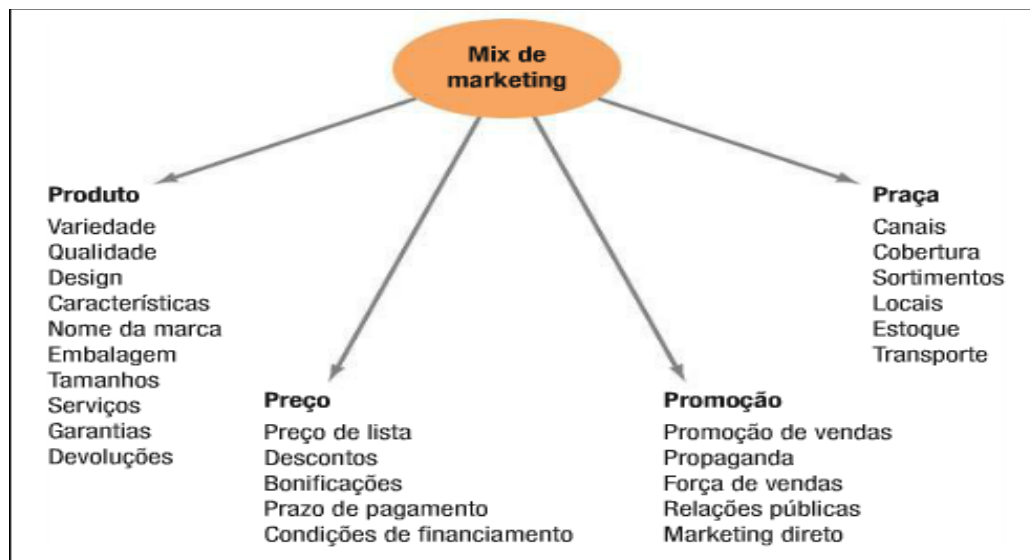 Mix de
marketing
Produto
Variedade
Qualidade
Design
Características
Nome da marca
Embalagem
Tamanhos
Serviços
Garantias
Devoluções
Preço
Preço de lista
Descontos
Bonificações
Prazo de pagamento
Condições de financiamento
Promoção
Promoção de vendas
Propaganda
Força de vendas
Relações públicas
Marketing direto
Praça
Canais
Cobertura
Sortimentos
Locais
Estoque
Transporte